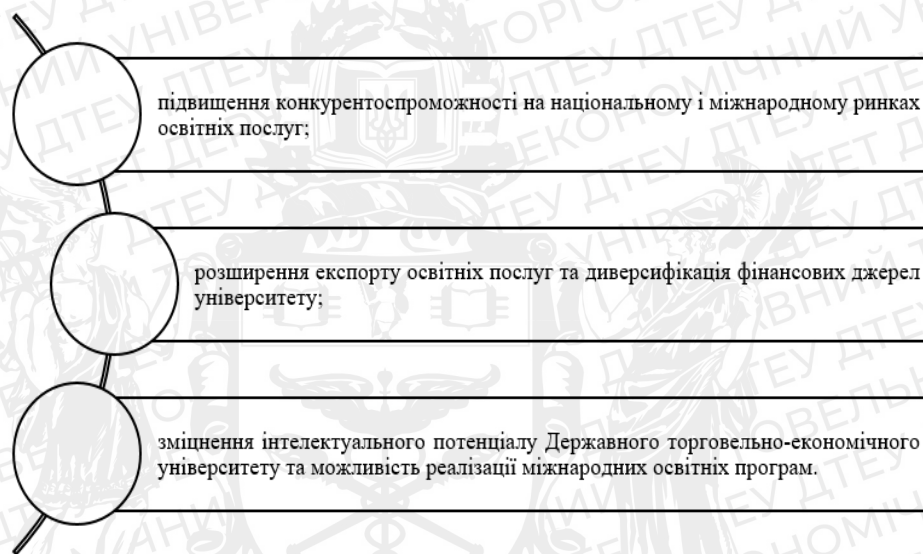 підвищення конкурентоспроможності на національному і міжнародному ринках
освітніх послуг;
розширення експорту освітніх послуг та диверсифікація фінансових джерел
університету;
зміцнення інтелектуального потенціалу Державного торговельно-економічного
університету та можливість реалізації міжнародних освітніх програм.